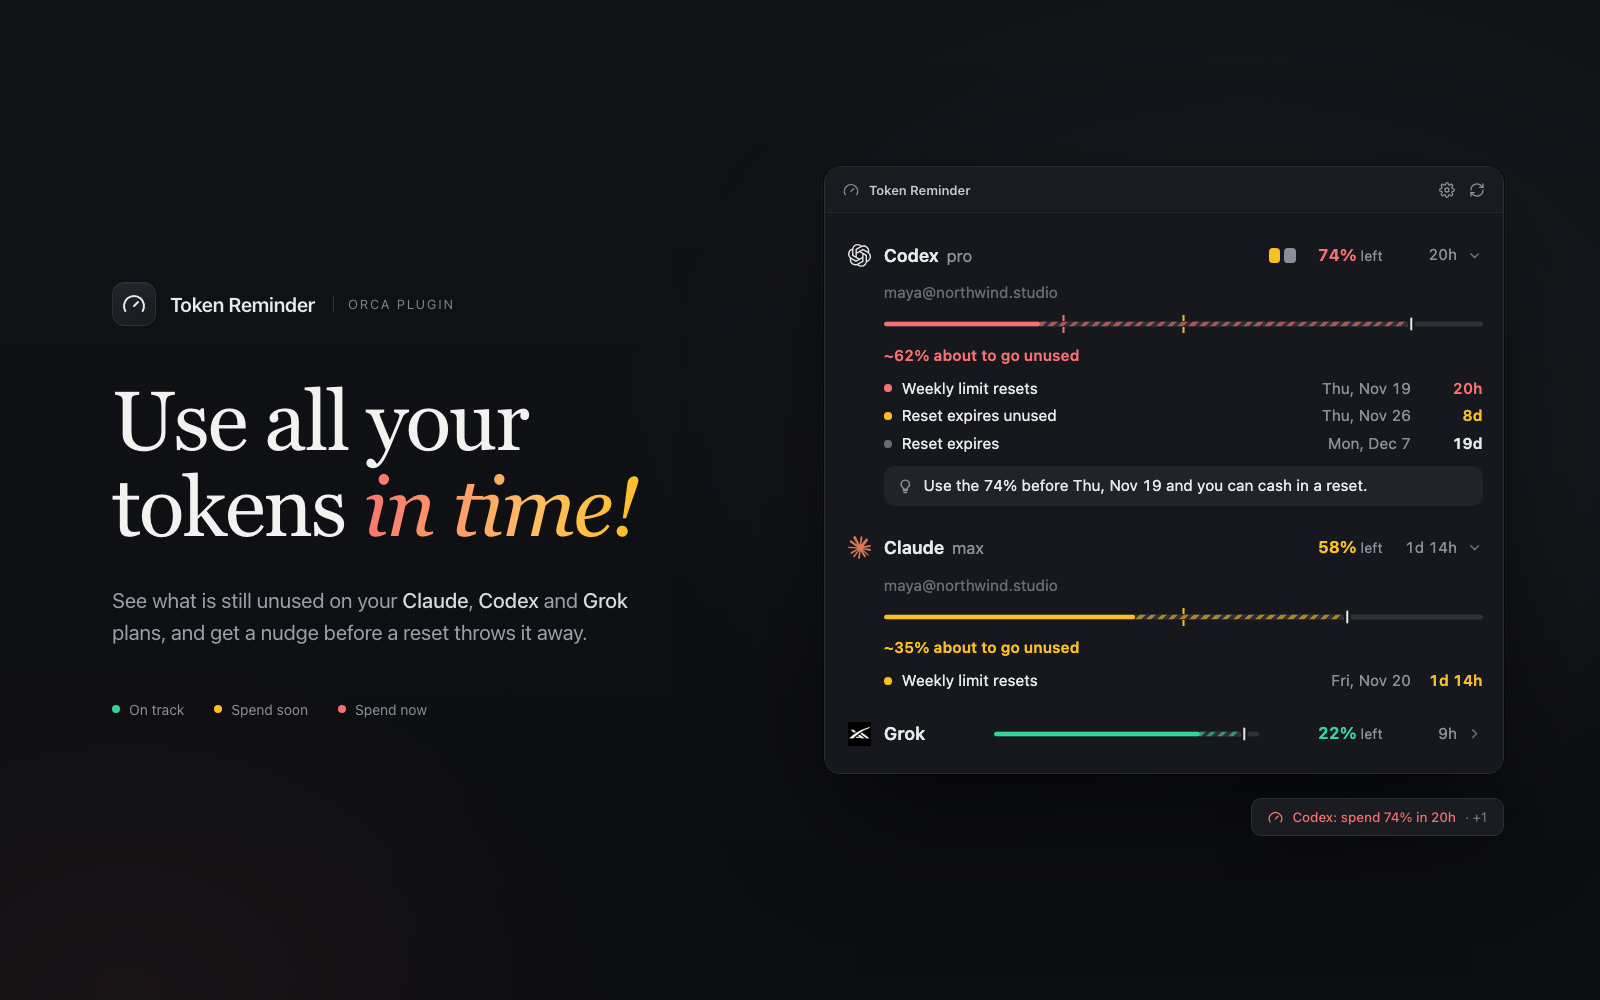 Token Reminder ORCA PLUGIN
Use all your
tokens in time!
See what is still unused on your Claude, Codex and Grok
plans, and get a nudge before a reset throws it away.
On track Spend soon Spend now
Token Reminder
Codex pro 74% left 20h
maya@northwind.studio
~62% about to go unused
Weekly limit resets Thu, Nov 19 20h
Reset expires unused Thu, Nov 26 8d
Reset expires Mon, Dec 7 19d
Use the 74% before Thu, Nov 19 and you can cash in a reset.
Claude max 58% left 1d 14h
maya@northwind.studio
~35% about to go unused
Weekly limit resets Fri, Nov 20 1d 14h
Grok 22% left 9h
Codex: spend 74% in 20h · +1